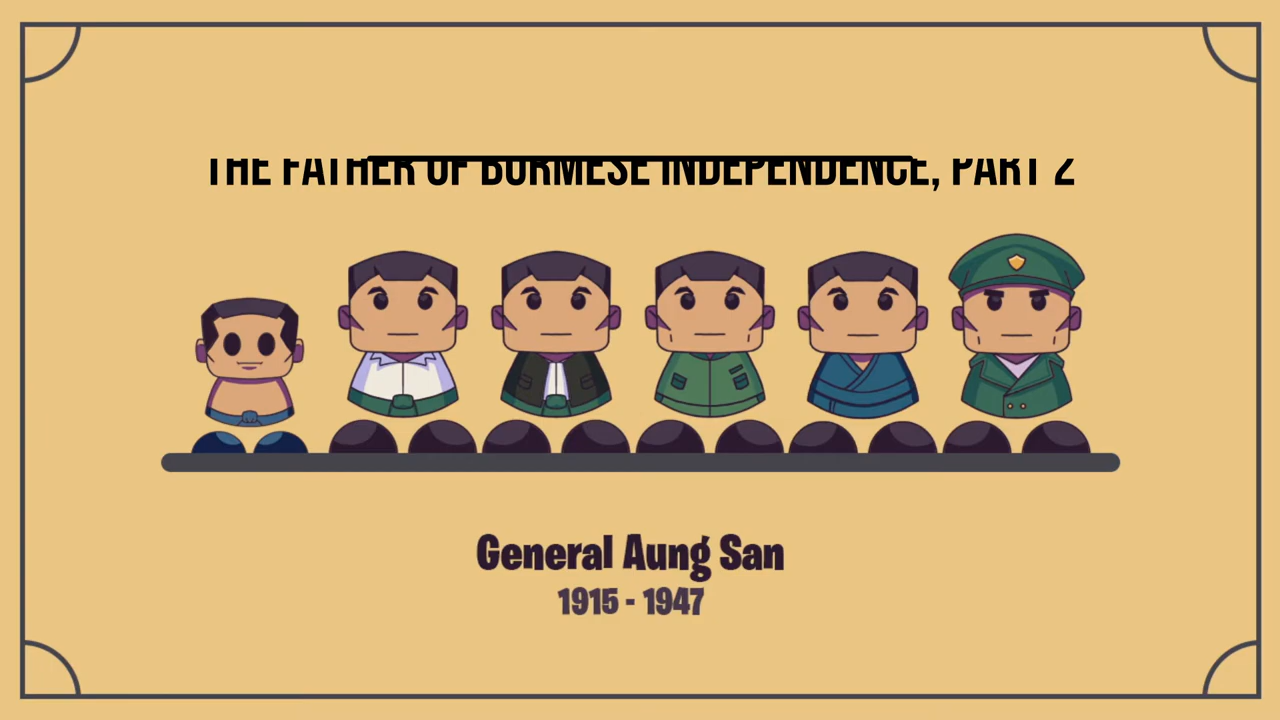 THE FATHER OF BURMESE INDEPENDENCE, PART 2
General Aung San
1915 - 1947